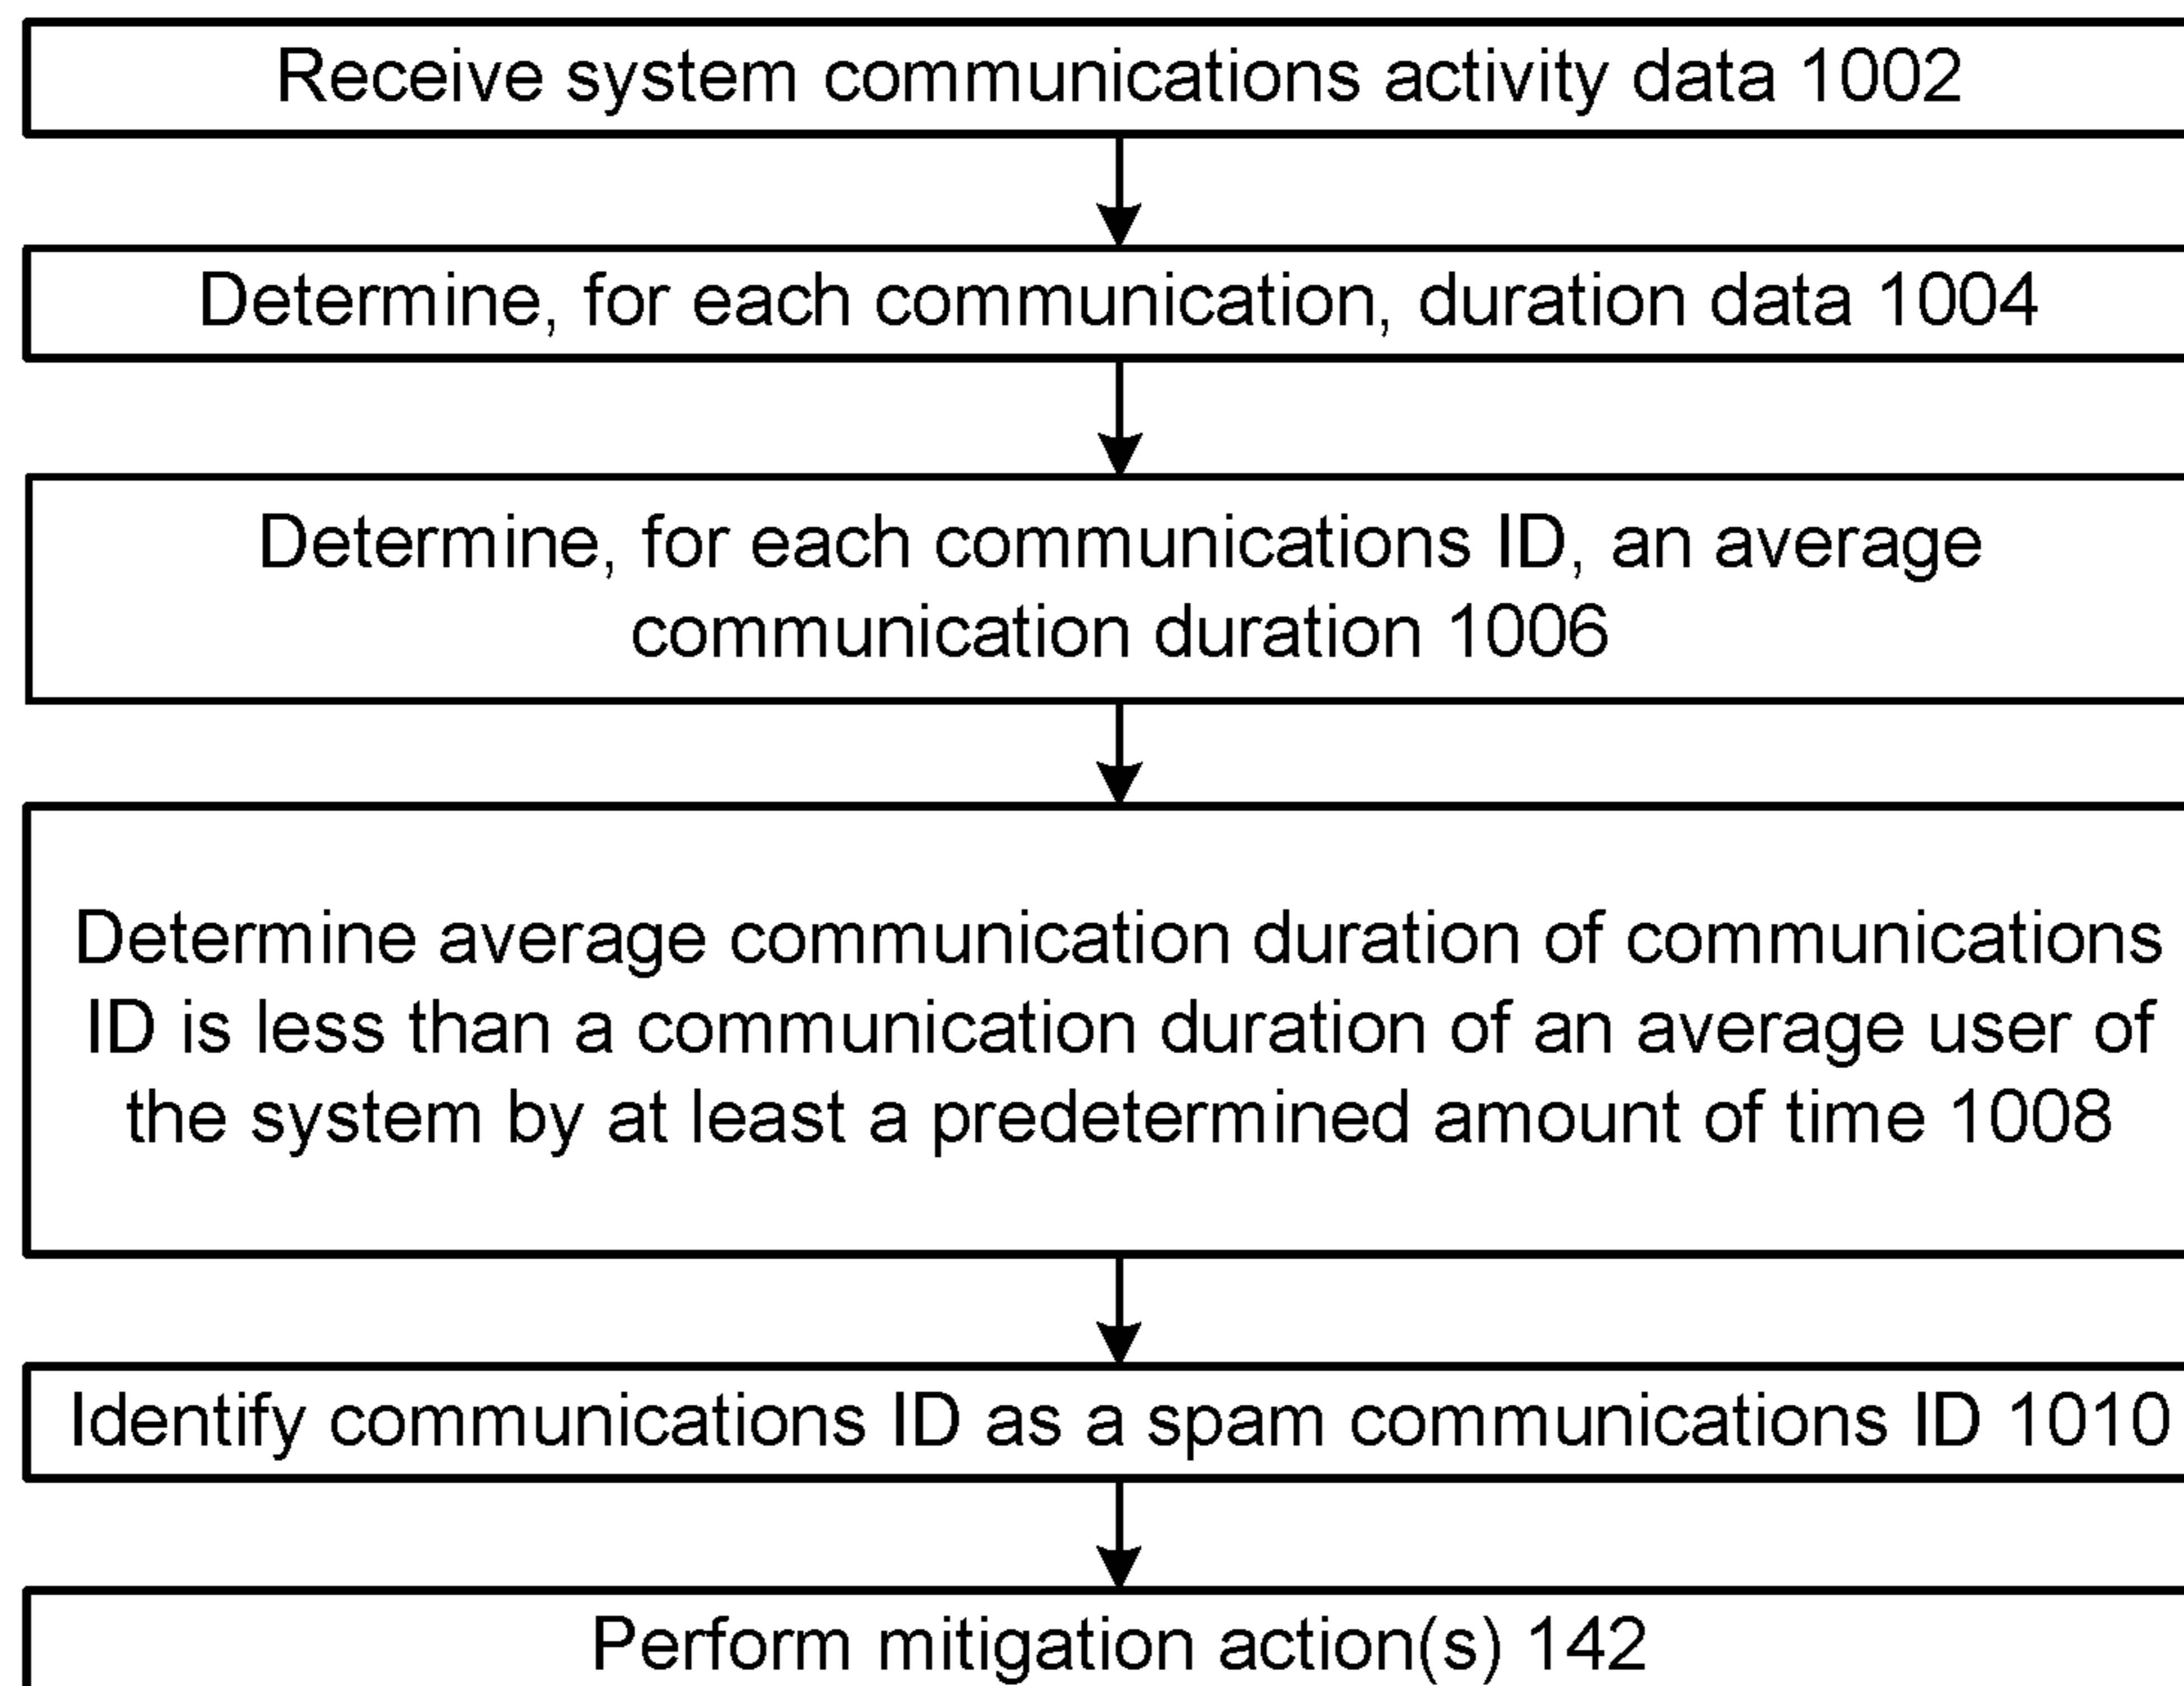 Receive system communications activity data 1002
Determine, for each communication, duration data 1004
Determine, for each communications ID, an average
communication duration 1006
Determine average communication duration of communications
ID is less than a communication duration of an average user of
the system by at least a predetermined amount of time 1008
Identify communications ID as a spam communications ID 1010
Perform mitigation action(s) 142